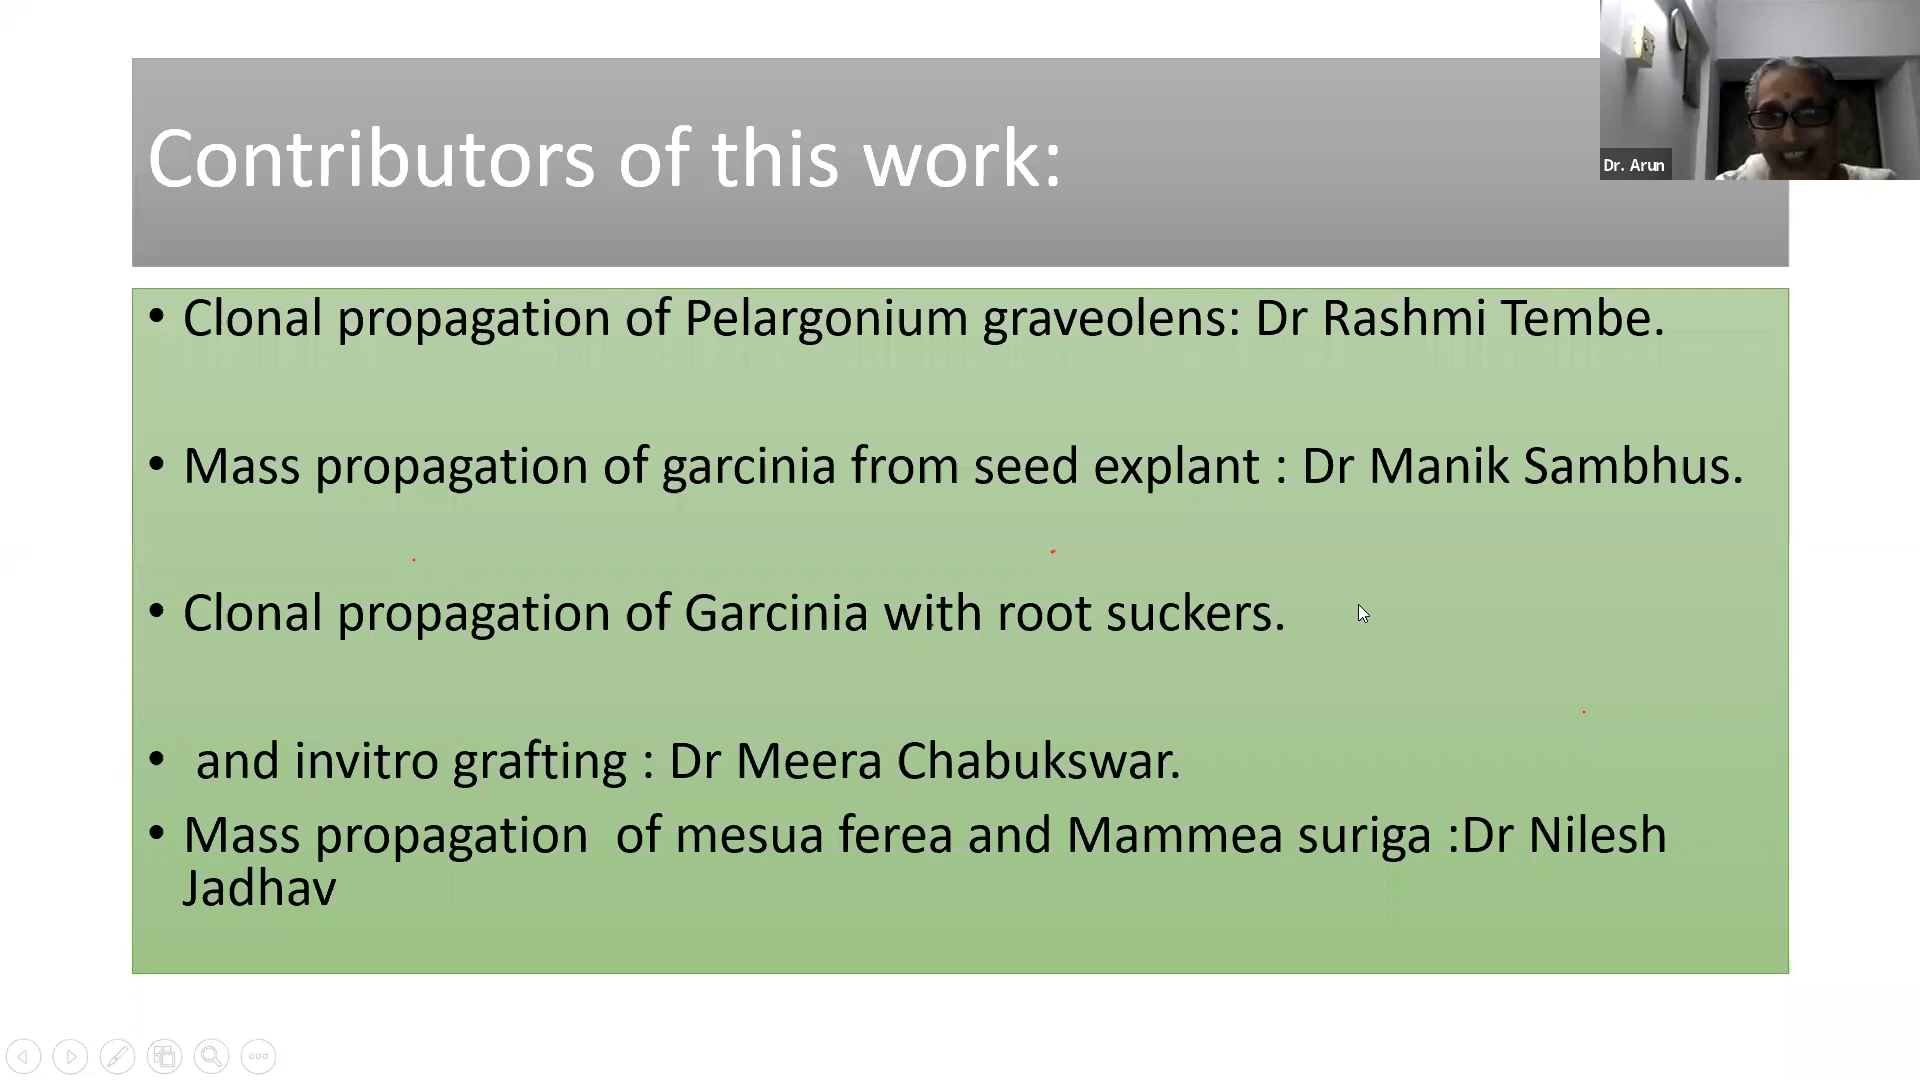 Contributors of this work:
Dr. Arun
• Clonal propagation of Pelargonium graveolens: Dr Rashmi Tembe.
• Mass propagation of garcinia from seed explant : Dr Manik Sambhus.
• Clonal propagation of Garcinia with root suckers.
• and invitro grafting : Dr Meera Chabukswar.
• Mass propagation  of mesua ferea and Mammea suriga :Dr Nilesh
Jadhav